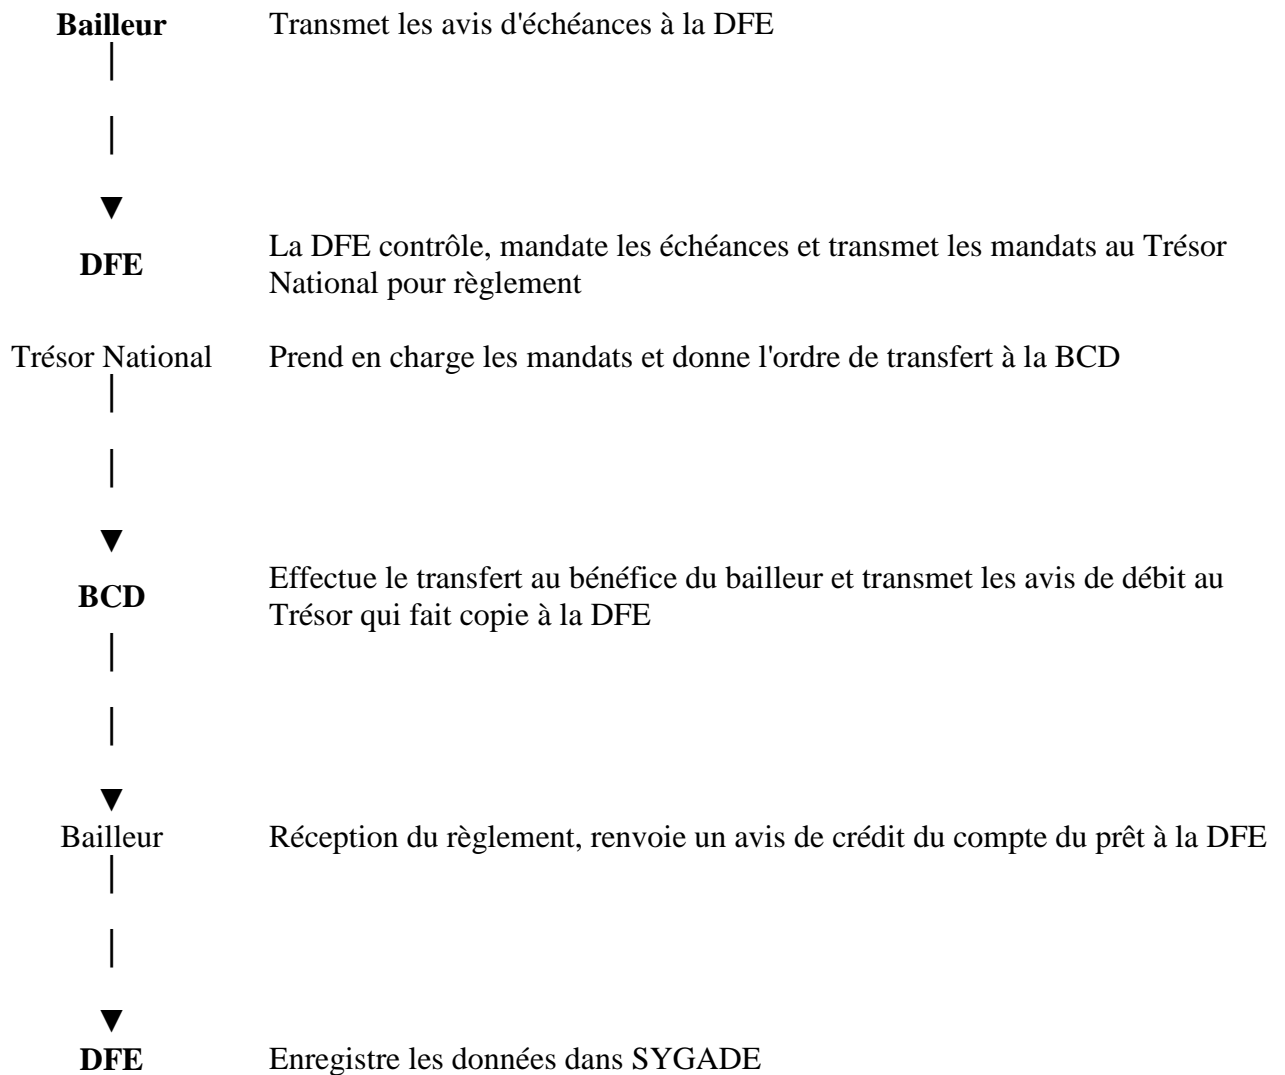 Bailleur Transmet les avis d'échéances à la DFE
DFE La DFE contrôle, mandate les échéances et transmet les mandats au Trésor
National pour règlement
Trésor National Prend en charge les mandats et donne l'ordre de transfert à la BCD
BCD Effectue le transfert au bénéfice du bailleur et transmet les avis de débit au
Trésor qui fait copie à la DFE
Bailleur Réception du règlement, renvoie un avis de crédit du compte du prêt à la DFE
DFE Enregistre les données dans SYGADE